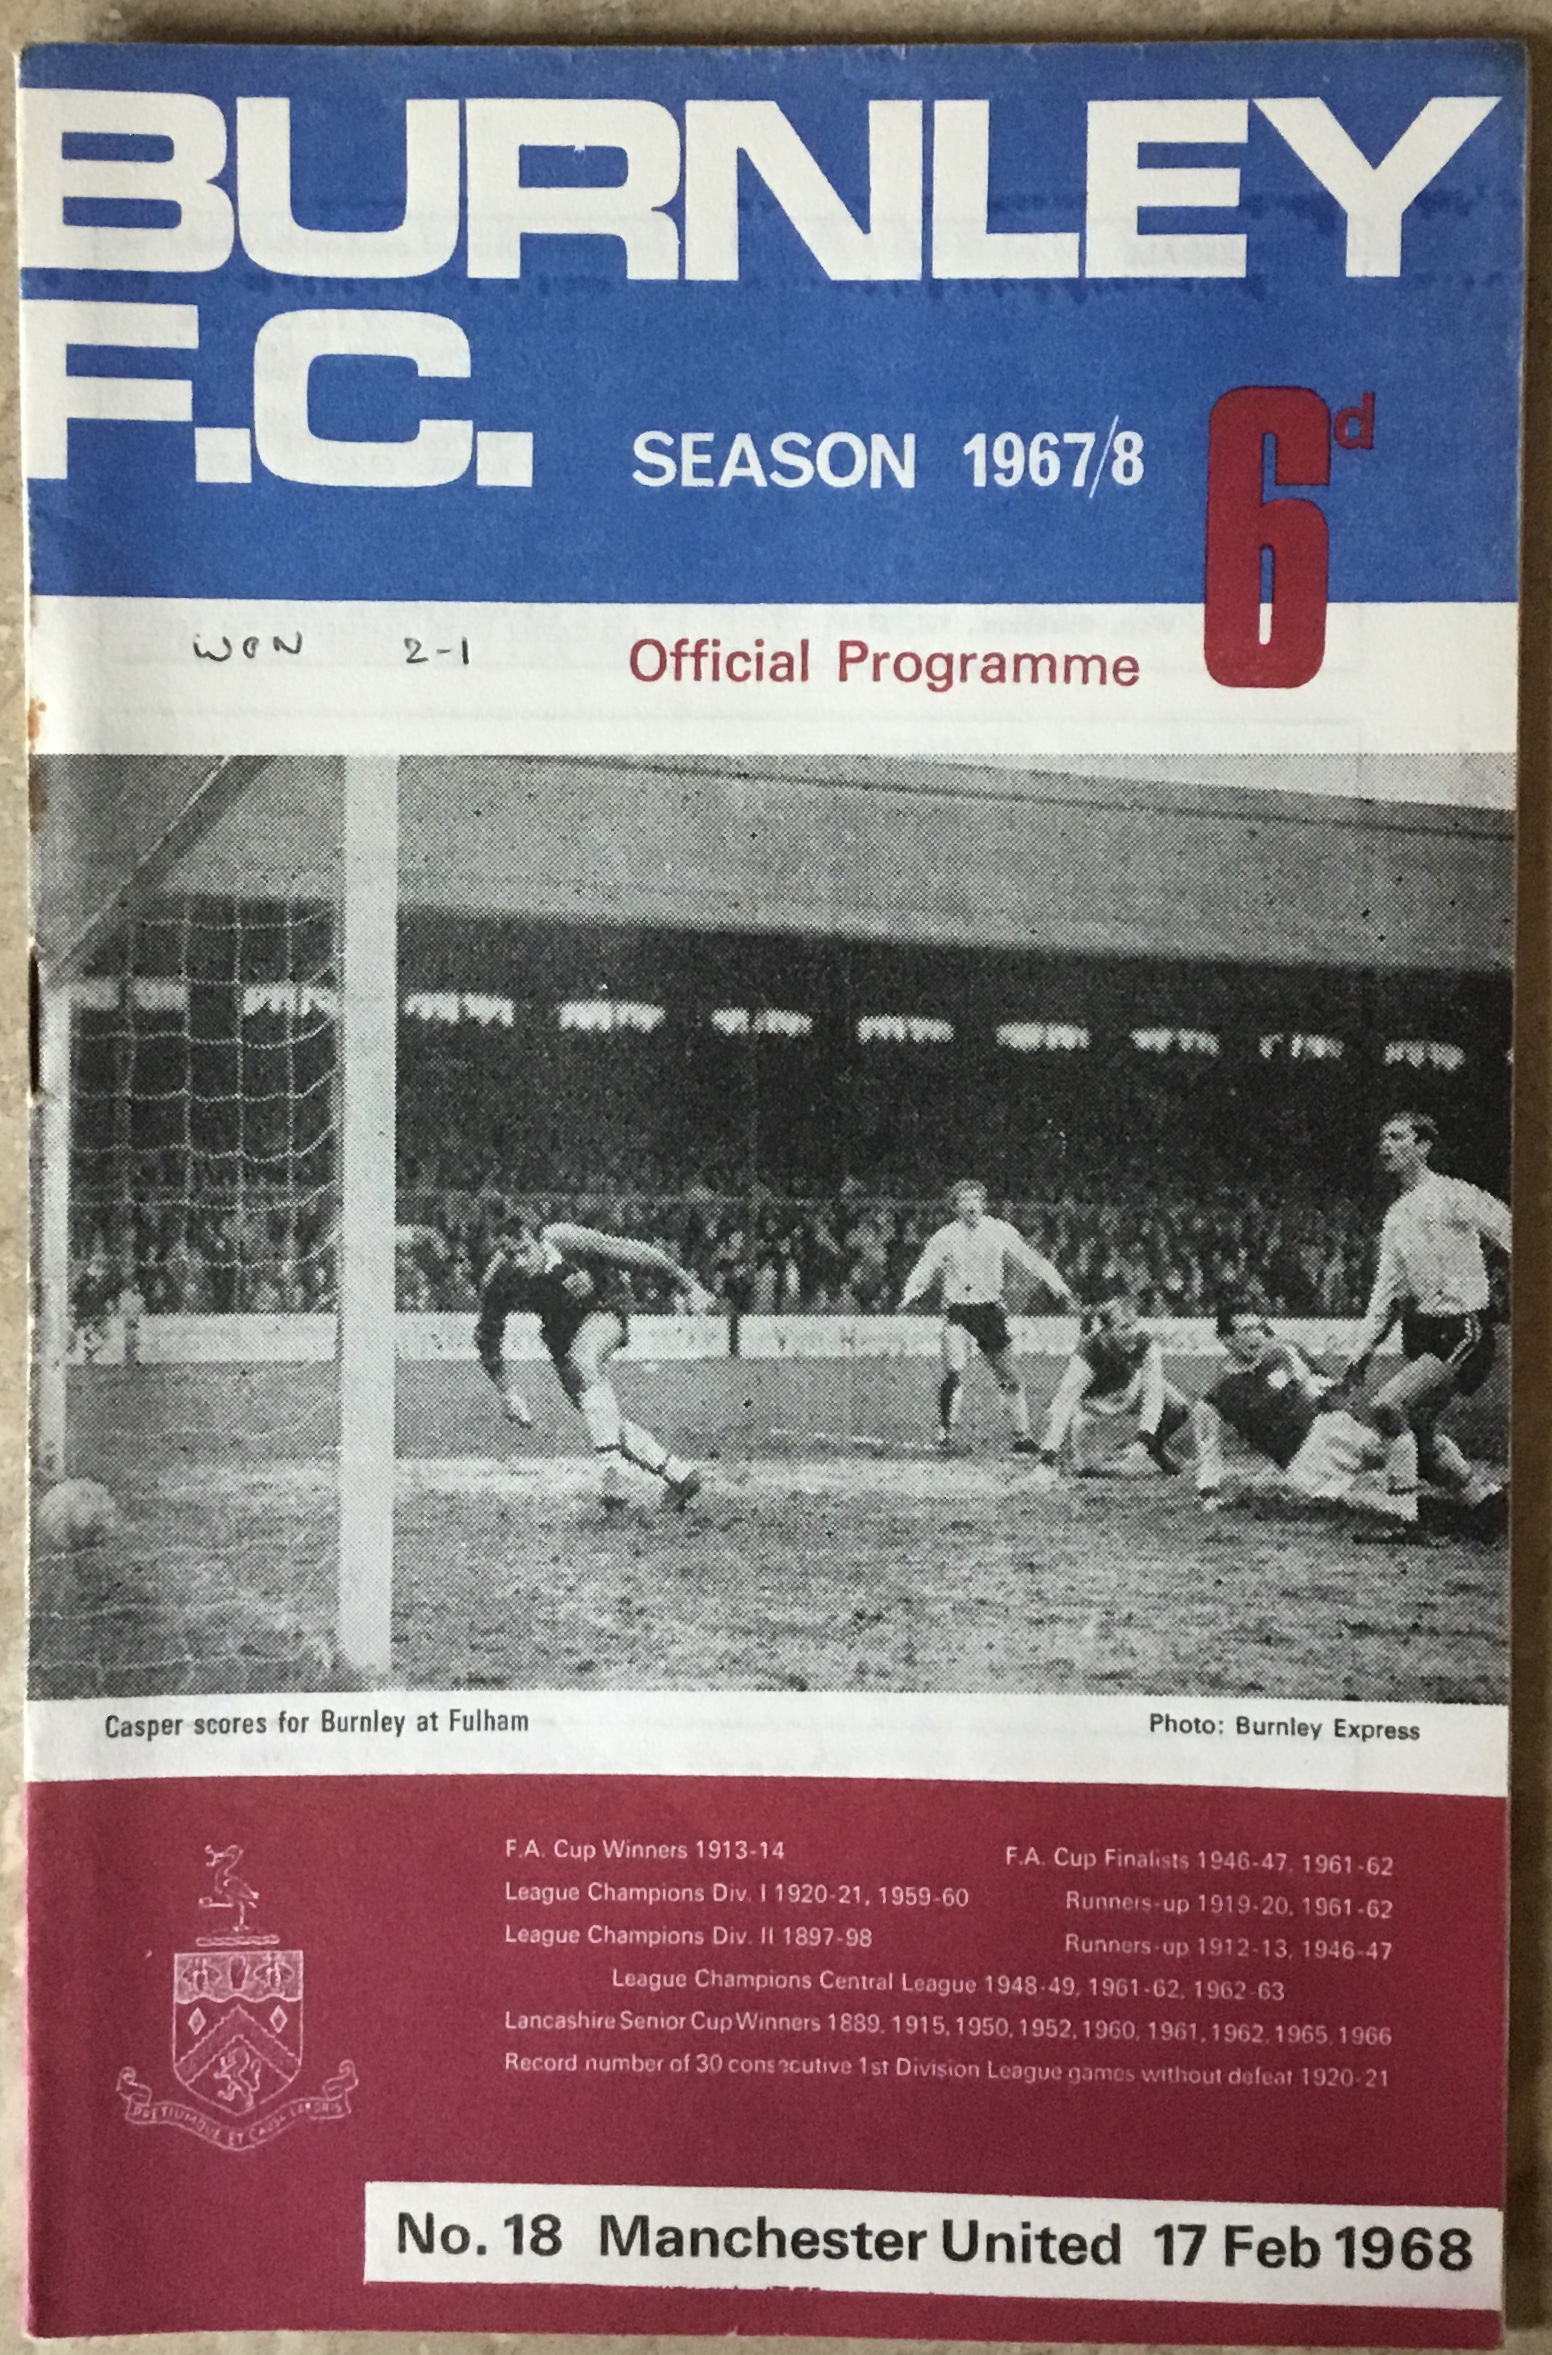 BURNLEY
F.C. SEASON 1967/8 6d
WON 2-1 Official Programme
Casper scores for Burnley at Fulham Photo: Burnley Express
F.A. Cup Winners 1913-14 F.A. Cup Finalists 1946-47, 1961-62
League Champions Div. I 1920-21, 1959-60 Runners-up 1919-20, 1961-62
League Champions Div. II 1897-98 Runners-up 1912-13, 1946-47
League Champions Central League 1948-49, 1961-62, 1962-63
Lancashire Senior Cup Winners 1889, 1915, 1950, 1952, 1960, 1961, 1962, 1965, 1966
Record number of 30 consecutive 1st Division League games without defeat 1920-21
PRETIUMQUE ET CAUSA LABORIS
No. 18 Manchester United 17 Feb 1968